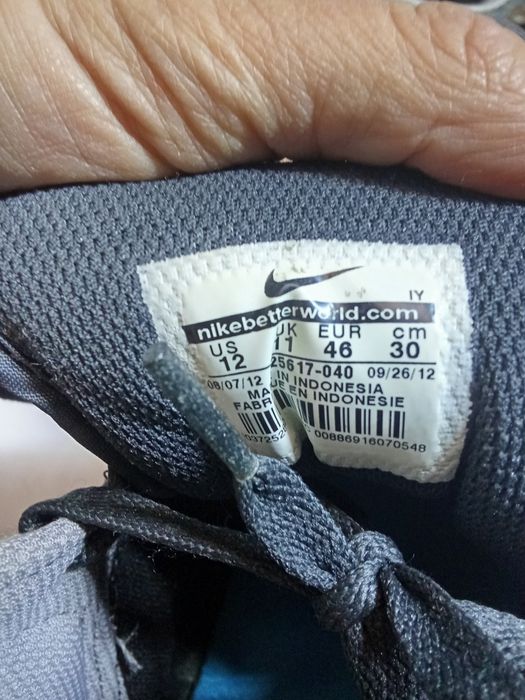 IY
nikebetterworld.com
US UK EUR cm
12 11 46 30
08/07/12 25617-040 09/26/12
IN INDONESIA
EN INDONESIE
00886916070548